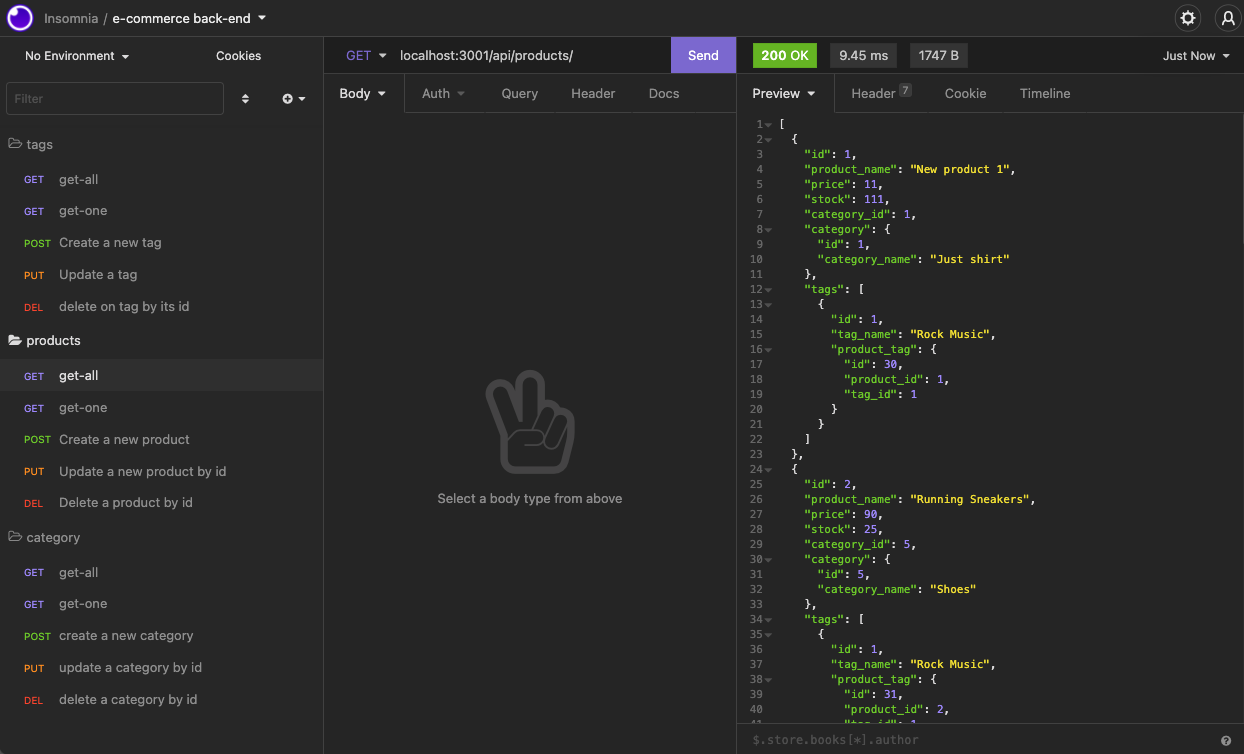 Insomnia / e-commerce back-end
No Environment
Cookies
Filter
tags
GET get-all
GET get-one
POST Create a new tag
PUT Update a tag
DEL delete on tag by its id
products
GET get-all
GET get-one
POST Create a new product
PUT Update a new product by id
DEL Delete a product by id
category
GET get-all
GET get-one
POST create a new category
PUT update a category by id
DEL delete a category by id
GET localhost:3001/api/products/ Send
Body Auth Query Header Docs
Select a body type from above
200 OK 9.45 ms 1747 B Just Now
Preview Header 7 Cookie Timeline
1 [
2 {
3 "id": 1,
4 "product_name": "New product 1",
5 "price": 11,
6 "stock": 111,
7 "category_id": 1,
8 "category": {
9 "id": 1,
10 "category_name": "Just shirt"
11 },
12 "tags": [
13 {
14 "id": 1,
15 "tag_name": "Rock Music",
16 "product_tag": {
17 "id": 30,
18 "product_id": 1,
19 "tag_id": 1
20 }
21 }
22 ]
23 },
24 {
25 "id": 2,
26 "product_name": "Running Sneakers",
27 "price": 90,
28 "stock": 25,
29 "category_id": 5,
30 "category": {
31 "id": 5,
32 "category_name": "Shoes"
33 },
34 "tags": [
35 {
36 "id": 1,
37 "tag_name": "Rock Music",
38 "product_tag": {
39 "id": 31,
40 "product_id": 2,
41 "tag_id": 1
$.store.books[*].author